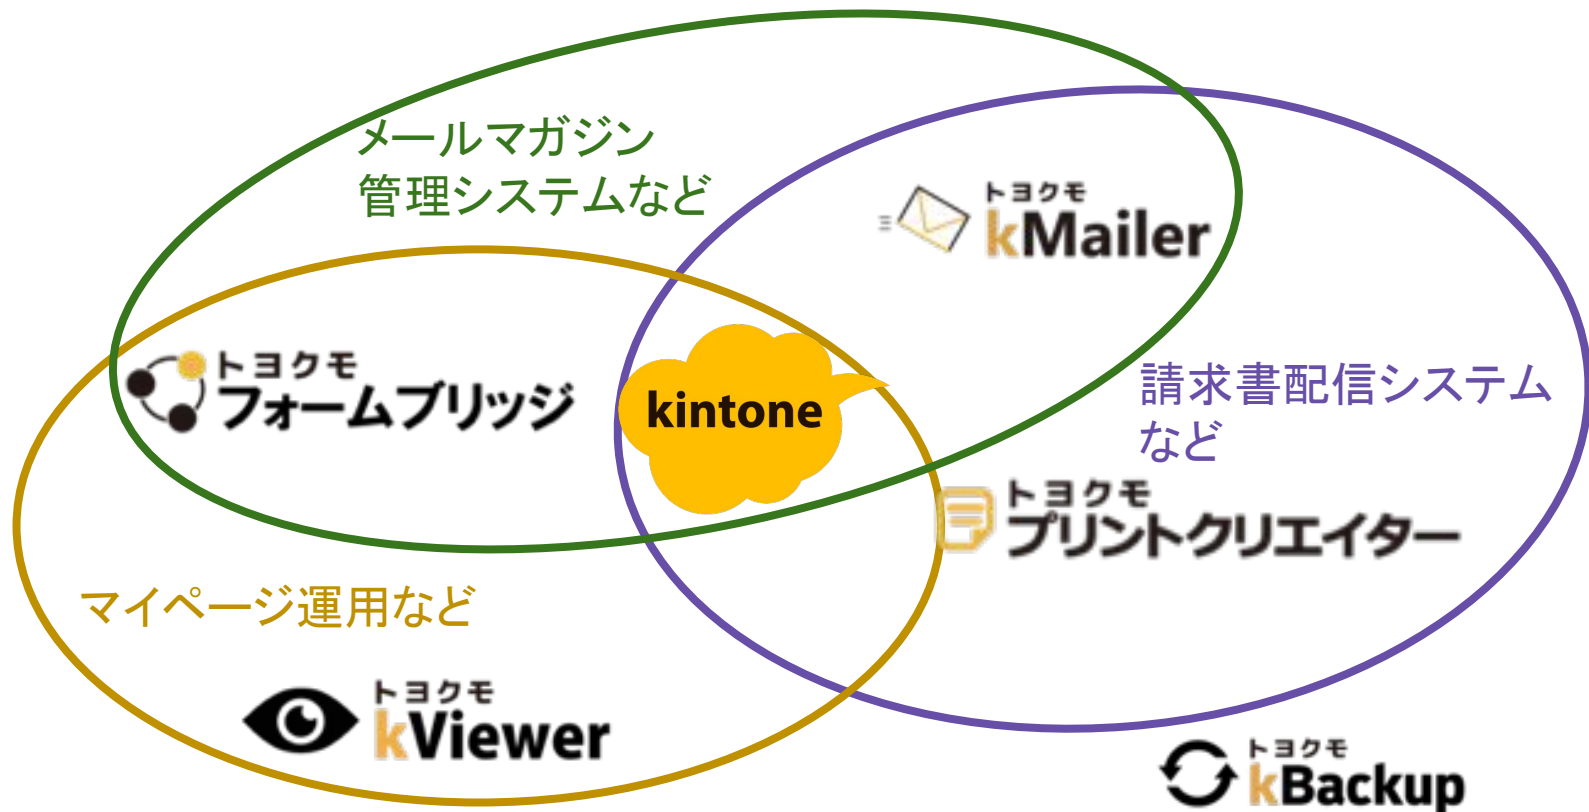 メールマガジン
管理システムなど
トヨクモ
kMailer
トヨクモ
フォームブリッジ
kintone
請求書配信システム
など
トヨクモ
プリントクリエイター
マイページ運用など
トヨクモ
kViewer
トヨクモ
kBackup